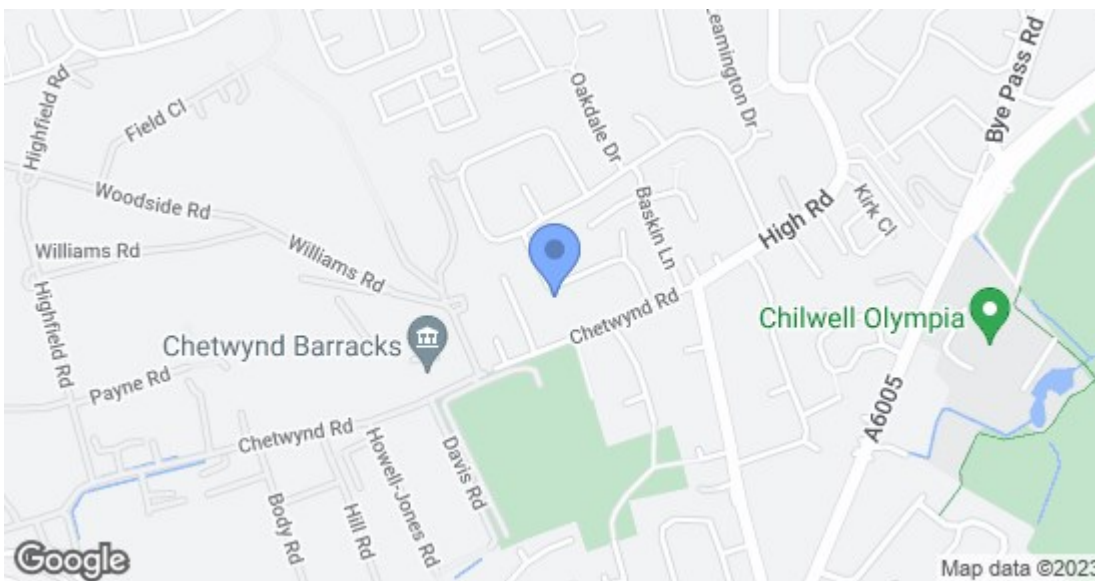 Leamington Dr
Bye Pass Rd
Highfield Rd
Field Cl
Oakdale Dr
Woodside Rd
Baskin Ln
High Rd
Kirk Cl
Williams Rd
Williams Rd
Highfield Rd
Chetwynd Rd
Chilwell Olympia
Chetwynd Barracks
Payne Rd
A6005
Chetwynd Rd
Davis Rd
Howell-Jones Rd
Hill Rd
Body Rd
Google
Map data ©2023